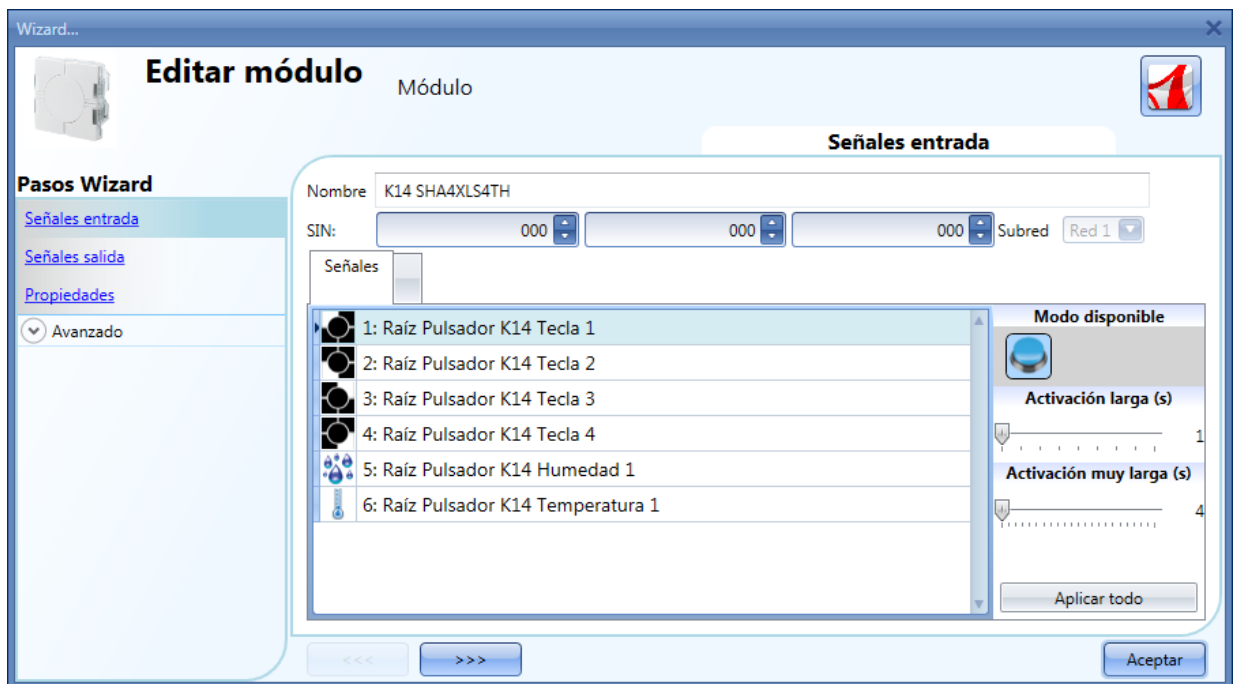 Wizard...
Editar módulo
Módulo
Señales entrada
Pasos Wizard
Señales entrada
Señales salida
Propiedades
Avanzado
Nombre K14 SHA4XLS4TH
SIN: 000 000 000 Subred Red 1
Señales
1: Raíz Pulsador K14 Tecla 1
2: Raíz Pulsador K14 Tecla 2
3: Raíz Pulsador K14 Tecla 3
4: Raíz Pulsador K14 Tecla 4
5: Raíz Pulsador K14 Humedad 1
6: Raíz Pulsador K14 Temperatura 1
Modo disponible
Activación larga (s)
1
Activación muy larga (s)
4
Aplicar todo
<<< >>> Aceptar